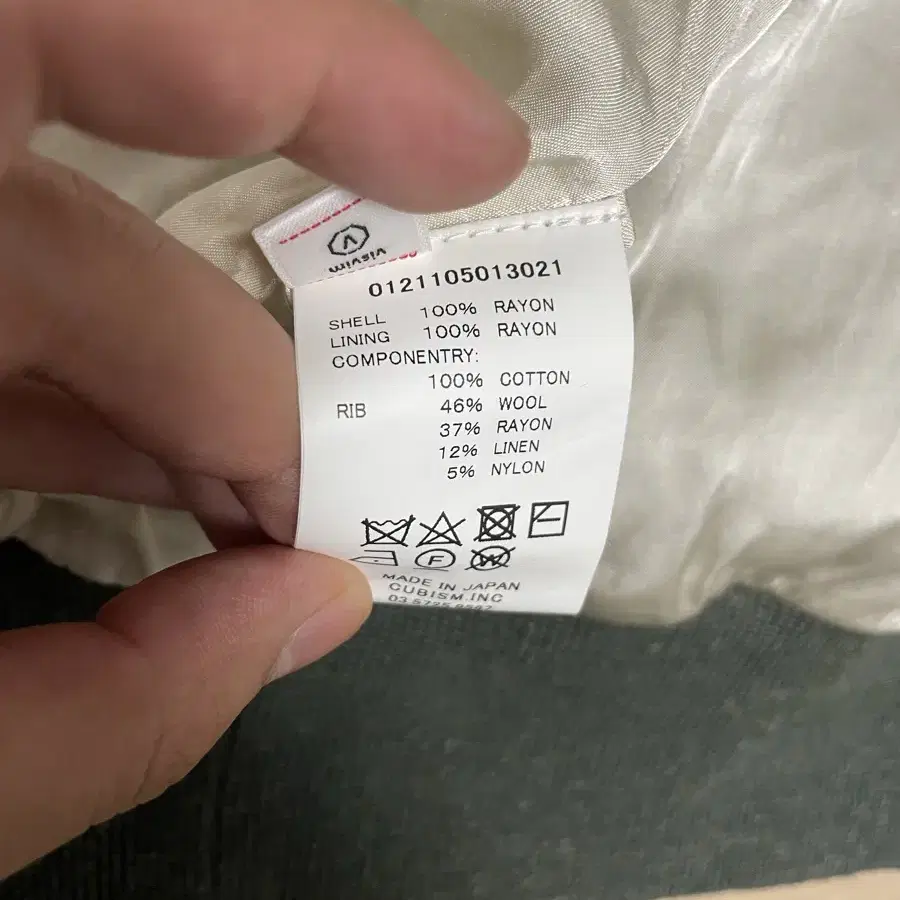 visvim
0121105013021
SHELL 100% RAYON
LINING 100% RAYON
COMPONENTRY:
100% COTTON
RIB 46% WOOL
37% RAYON
12% LINEN
5% NYLON
F W
MADE IN JAPAN
CUBISM.INC
03